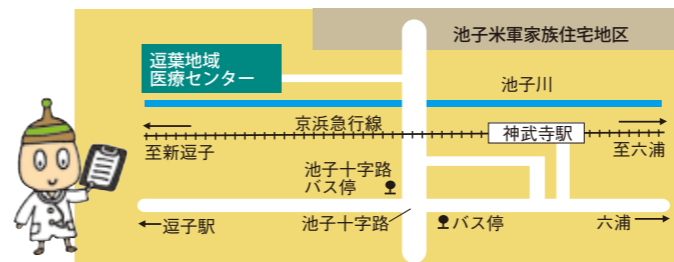 池子米軍家族住宅地区
逗葉地域
医療センター
池子川
京浜急行線
神武寺駅
至新逗子
至六浦
池子十字路
バス停
逗子駅
池子十字路
バス停
六浦